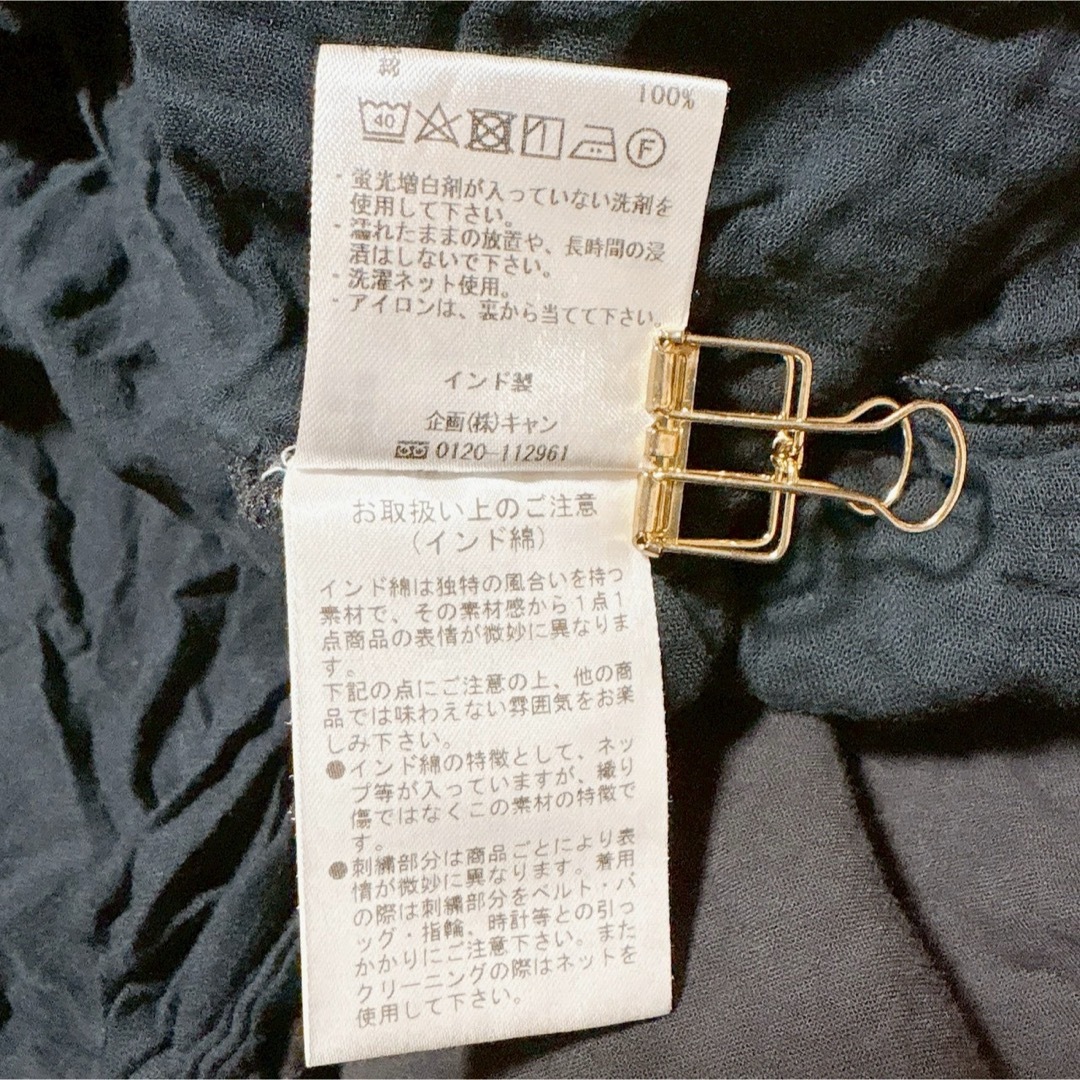 綿
100%
40
F
・蛍光増白剤が入っていない洗剤を
使用して下さい。
・濡れたままの放置や、長時間の浸
漬はしないで下さい。
・洗濯ネット使用。
・アイロンは、裏から当てて下さい。
インド製
企画(株)キャン
0120-112961
お取扱い上のご注意
(インド綿)
インド綿は独特の風合いを持つ
素材で、その素材感から1点1
点商品の表情が微妙に異なりま
す。
下記の点にご注意の上、他の商
品では味わえない雰囲気をお楽
しみ下さい。
●インド綿の特徴として、ネッ
プ等が入っていますが、織り
傷ではなくこの素材の特徴で
す。
●刺繍部分は商品ごとにより表
情が微妙に異なります。着用
の際は刺繍部分をベルト・バ
ッグ・指輪、時計等との引っ
かかりにご注意下さい。また
クリーニングの際はネットを
使用して下さい。